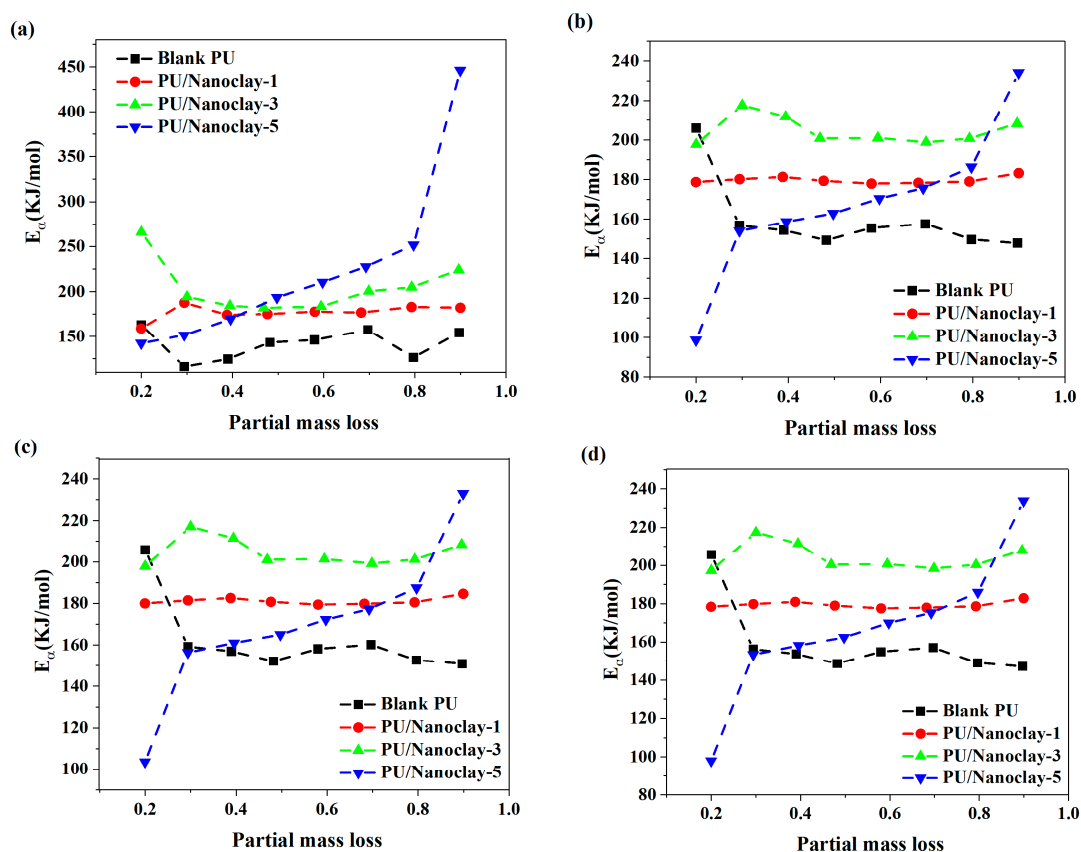 (a)
Blank PU
PU/Nanoclay-1
PU/Nanoclay-3
PU/Nanoclay-5
450
400
350
300
250
200
150
0.2 0.4 0.6 0.8 1.0
Eα(KJ/mol)
Partial mass loss
(b)
240
220
200
180
160
140
120
100
80
0.2 0.4 0.6 0.8 1.0
Eα(KJ/mol)
Blank PU
PU/Nanoclay-1
PU/Nanoclay-3
PU/Nanoclay-5
Partial mass loss
(c)
240
220
200
180
160
140
120
100
0.2 0.4 0.6 0.8 1.0
Eα(KJ/mol)
Blank PU
PU/Nanoclay-1
PU/Nanoclay-3
PU/Nanoclay-5
Partial mass loss
(d)
240
220
200
180
160
140
120
100
80
0.2 0.4 0.6 0.8 1.0
Eα(KJ/mol)
Blank PU
PU/Nanoclay-1
PU/Nanoclay-3
PU/Nanoclay-5
Partial mass loss